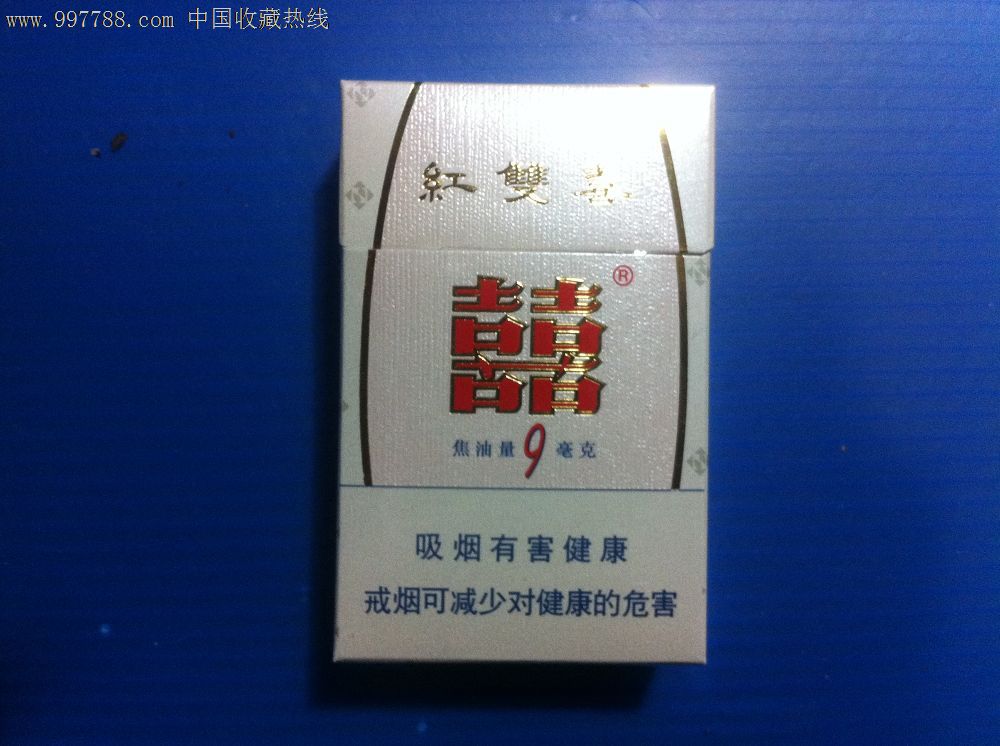 www.997788.com 中国收藏热线
紅雙喜
囍®
焦油量9毫克
吸烟有害健康
戒烟可减少对健康的危害